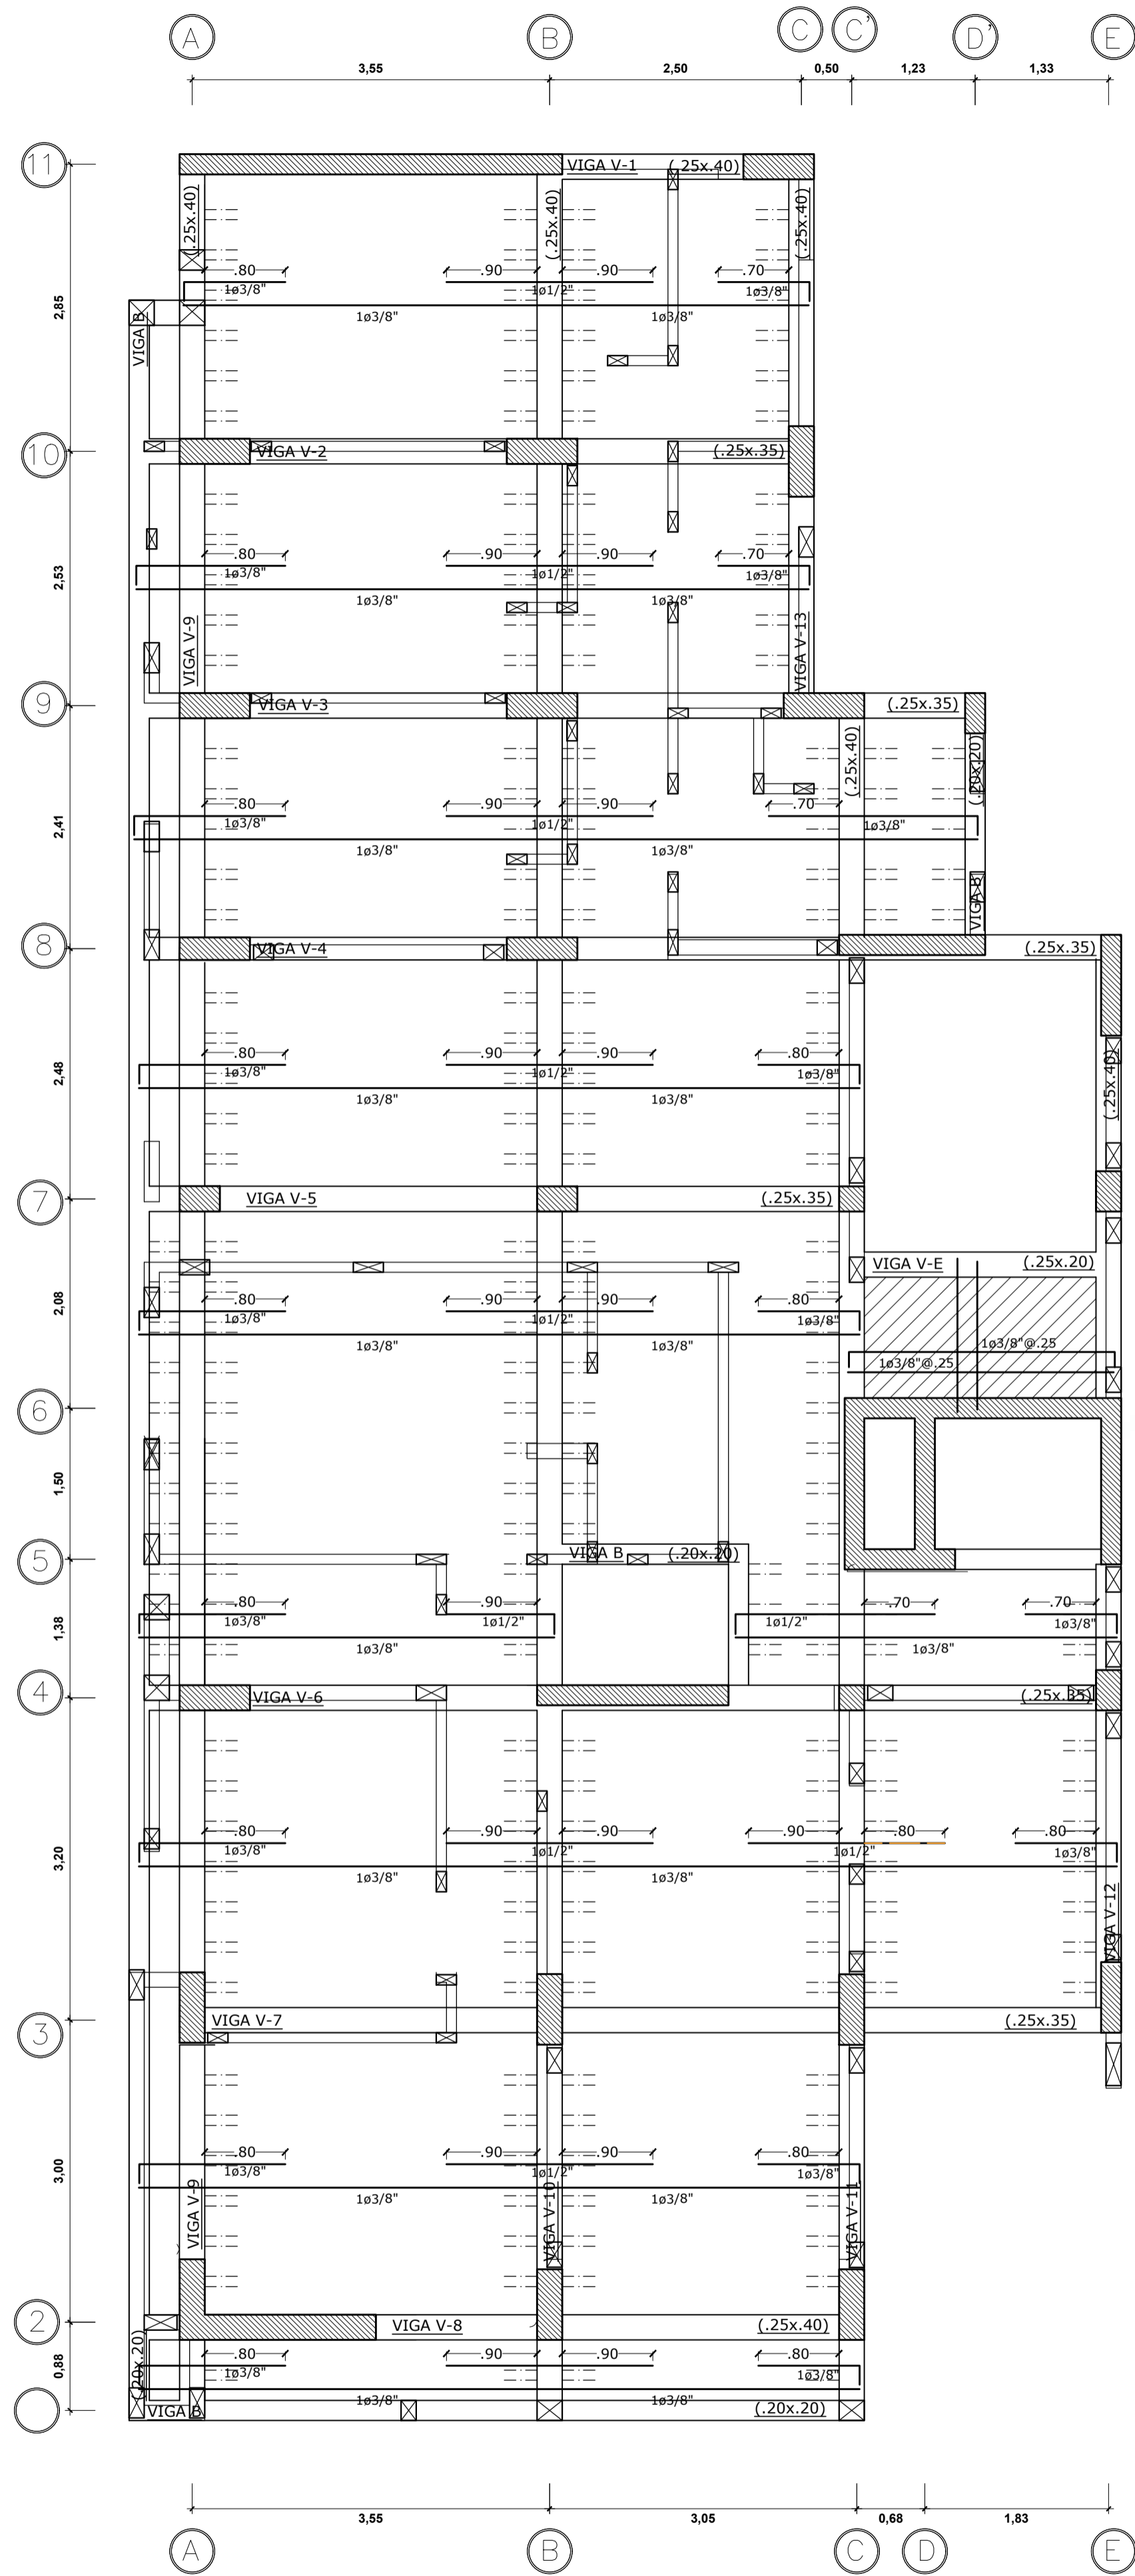 A B C C' D' E
3,55 2,50 0,50 1,23 1,33
11
VIGA V-1 (.25x.40)
(.25x.40) (.25x.40) (.25x.40)
.80 .90 .90 .70
1ø3/8" 1ø1/2" 1ø3/8"
2,85
1ø3/8" 1ø3/8"
VIGA B
10
VIGA V-2 (.25x.35)
.80 .90 .90 .70
1ø3/8" 1ø1/2" 1ø3/8"
2,53
1ø3/8" 1ø3/8"
VIGA V-9 VIGA V-13
9
VIGA V-3 (.25x.35)
(.25x.40) (.20x.20)
.80 .90 .90 .70
1ø3/8" 1ø1/2" 1ø3/8"
2,41
1ø3/8" 1ø3/8"
VIGA B
8
VIGA V-4 (.25x.35)
.80 .90 .90 .80
1ø3/8" 1ø1/2" 1ø3/8"
2,48
1ø3/8" 1ø3/8"
(.25x.40)
7
VIGA V-5 (.25x.35)
VIGA V-E (.25x.20)
2,08
.80 .90 .90 .80
1ø3/8" 1ø1/2" 1ø3/8"
1ø3/8" 1ø3/8"
1ø3/8"@.25
1ø3/8"@.25
6
1,50
5
VIGA B (.20x.20)
.80 .90 .70 .70
1ø3/8" 1ø1/2" 1ø1/2" 1ø3/8"
1,38
1ø3/8" 1ø3/8"
4
VIGA V-6 (.25x.35)
.80 .90 .90 .90 .80 .80
1ø3/8" 1ø1/2" 1ø1/2" 1ø3/8"
3,20
1ø3/8" 1ø3/8"
VIGA V-12
3
VIGA V-7 (.25x.35)
.80 .90 .90 .80
1ø3/8" 1ø1/2" 1ø3/8"
3,00
1ø3/8" 1ø3/8"
VIGA V-9 VIGA V-10 VIGA V-11
2
VIGA V-8 (.25x.40)
.80 .90 .90 .80
0,88
1ø3/8" 1ø3/8"
(.20x.20)
1ø3/8" 1ø3/8"
VIGA B (.20x.20)
3,55 3,05 0,68 1,83
A B C D E